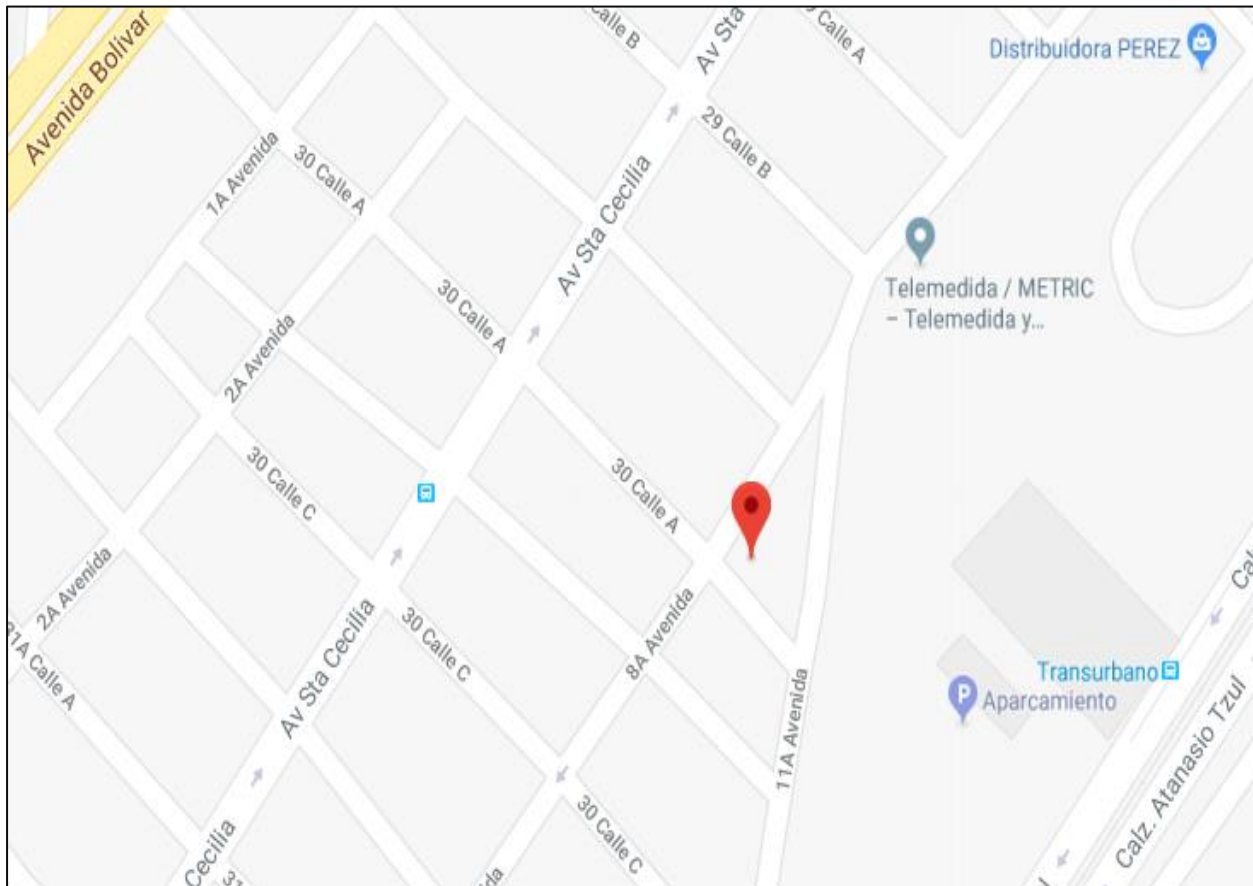 Calle B
Av Sta
Calle A
Distribuidora PEREZ
Avenida Bolívar
29 Calle B
1A Avenida
30 Calle A
Av Sta Cecilia
30 Calle A
Telemedida / METRIC
– Telemedida y...
2A Avenida
30 Calle C
30 Calle A
2A Avenida
31A Calle A
Av Sta Cecilia
30 Calle C
8A Avenida
Transurbano
P
Aparcamiento
11A Avenida
Calz. Atanasio Tzul
30 Calle C
Cecilia